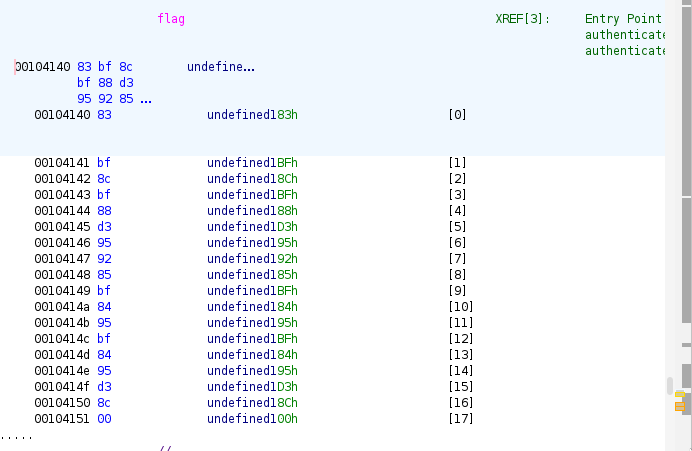 flag XREF[3]: Entry Point
authenticate
authenticate
00104140 83 bf 8c undefine...
bf 88 d3
95 92 85 ...
00104140 83 undefined183h [0]
00104141 bf undefined1BFh [1]
00104142 8c undefined18Ch [2]
00104143 bf undefined1BFh [3]
00104144 88 undefined188h [4]
00104145 d3 undefined1D3h [5]
00104146 95 undefined195h [6]
00104147 92 undefined192h [7]
00104148 85 undefined185h [8]
00104149 bf undefined1BFh [9]
0010414a 84 undefined184h [10]
0010414b 95 undefined195h [11]
0010414c bf undefined1BFh [12]
0010414d 84 undefined184h [13]
0010414e 95 undefined195h [14]
0010414f d3 undefined1D3h [15]
00104150 8c undefined18Ch [16]
00104151 00 undefined100h [17]
.....
//